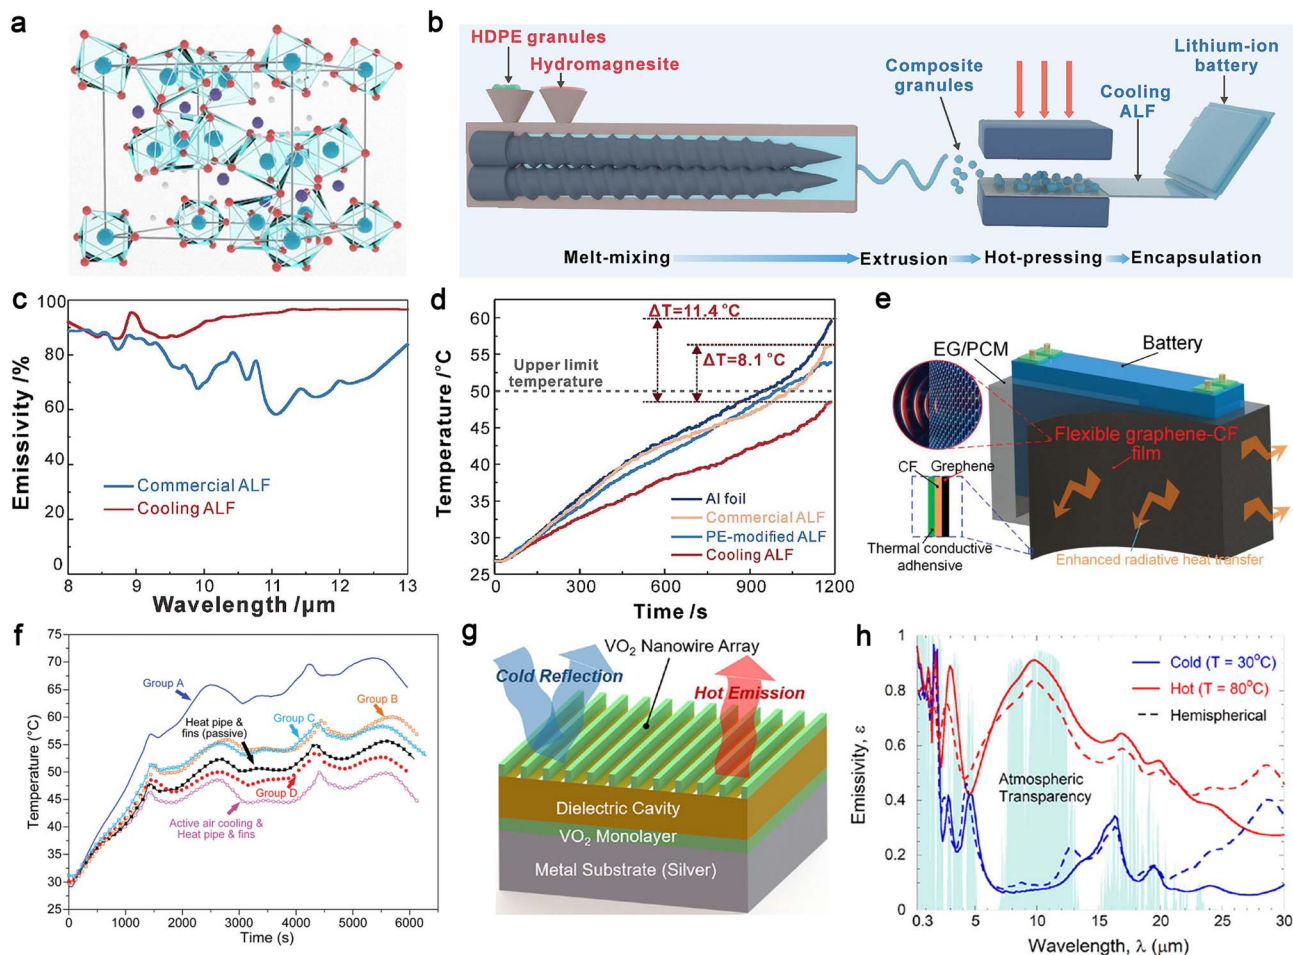 a
b
HDPE granules
Hydromagnesite
Composite
granules
Cooling
ALF
Lithium-ion
battery
Melt-mixing
Extrusion
Hot-pressing
Encapsulation
c
100
80
60
40
20
0
Emissivity /%
Commercial ALF
Cooling ALF
8
9
10
11
12
13
Wavelength /μm
d
60
55
50
45
40
35
30
25
Temperature /°C
ΔT=11.4 °C
ΔT=8.1 °C
Upper limit
temperature
Al foil
Commercial ALF
PE-modified ALF
Cooling ALF
0
300
600
900
1200
Time /s
e
EG/PCM
Battery
Flexible graphene-CF
film
CF
Grephene
Thermal conductive
adhensive
Enhanced radiative heat transfer
f
75
70
65
60
55
50
45
40
35
30
25
Temperature (°C)
Group A
Group B
Group C
Heat pipe &
fins (passive)
Group D
Active air cooling &
Heat pipe & fins
0
1000
2000
3000
4000
5000
6000
Time (s)
g
VO₂ Nanowire Array
Cold Reflection
Hot Emission
Dielectric Cavity
VO₂ Monolayer
Metal Substrate (Silver)
h
1
0.8
0.6
0.4
0.2
0
Emissivity, ε
Cold (T = 30°C)
Hot (T = 80°C)
Hemispherical
Atmospheric
Transparency
0.3
5
10
15
20
25
30
Wavelength, λ (μm)